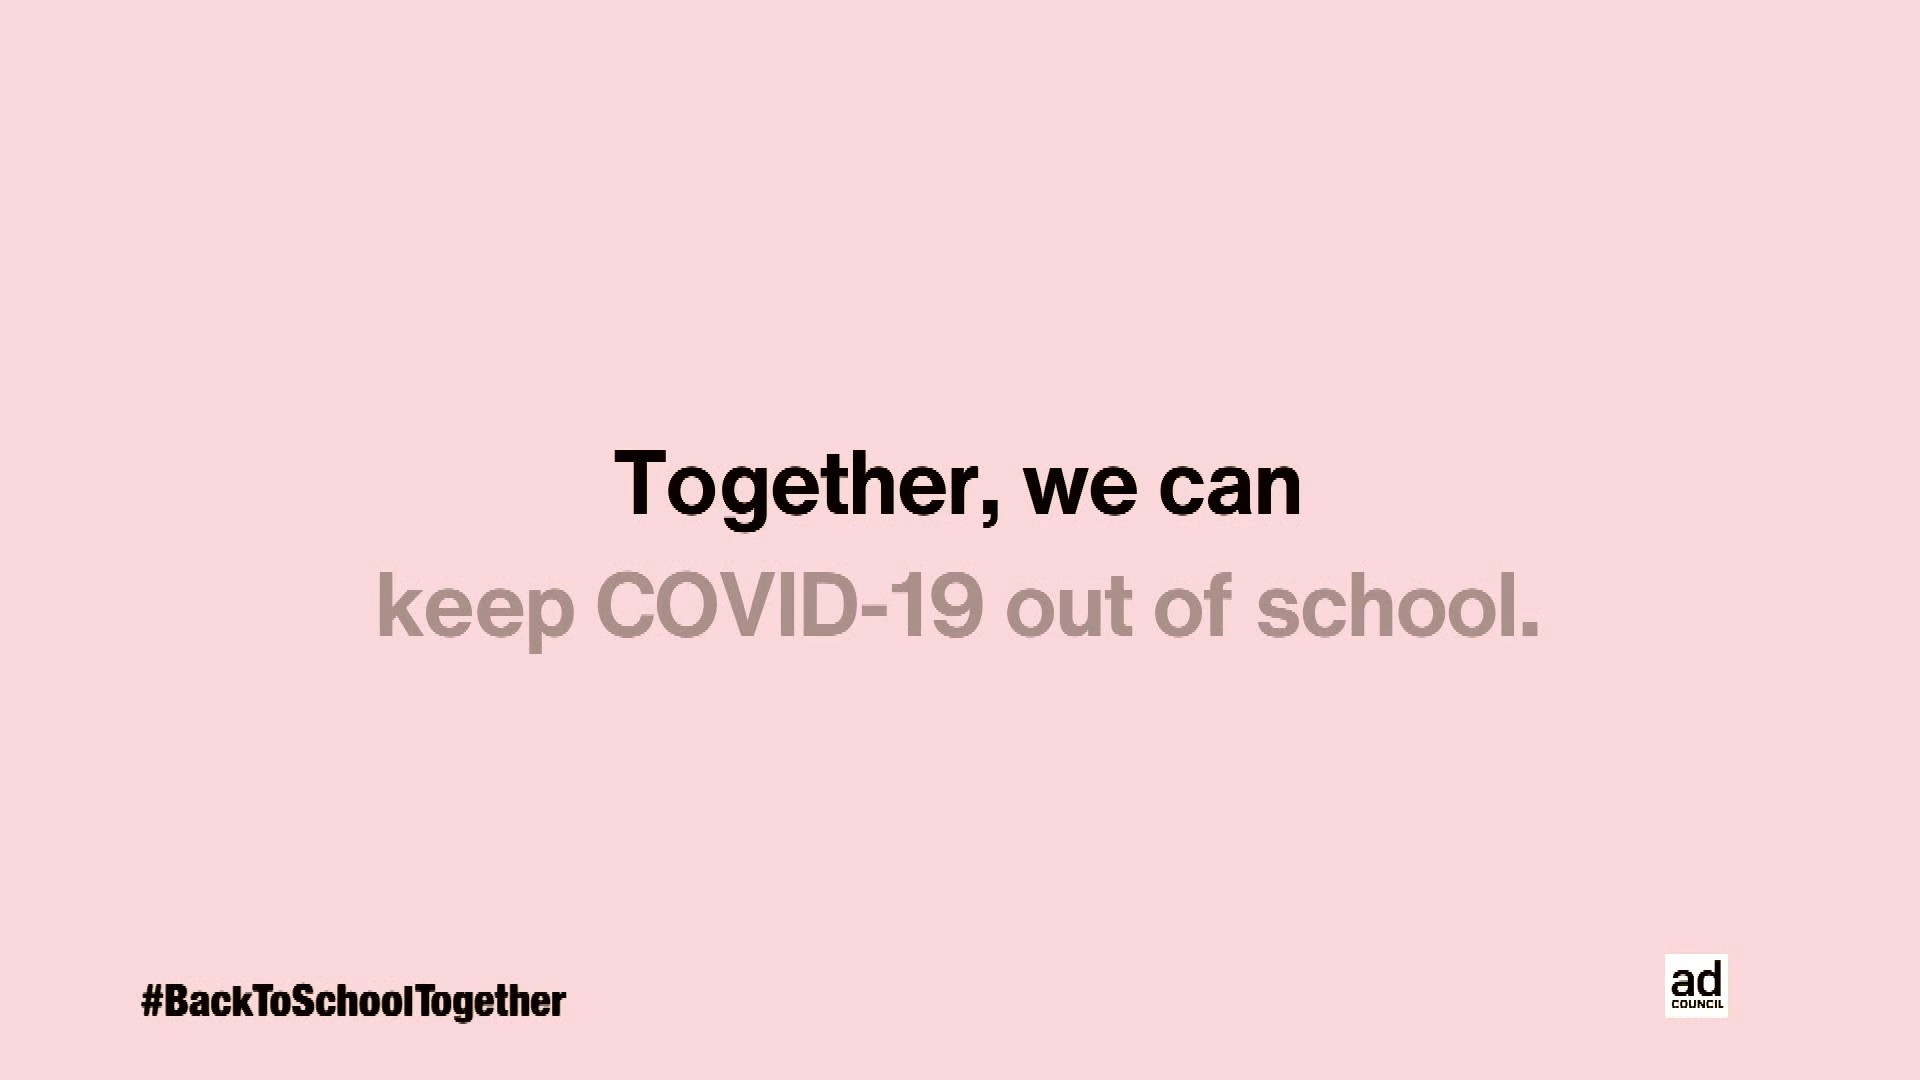 Together, we can
keep COVID-19 out of school.
#BackToSchoolTogether
ad
COUNCIL